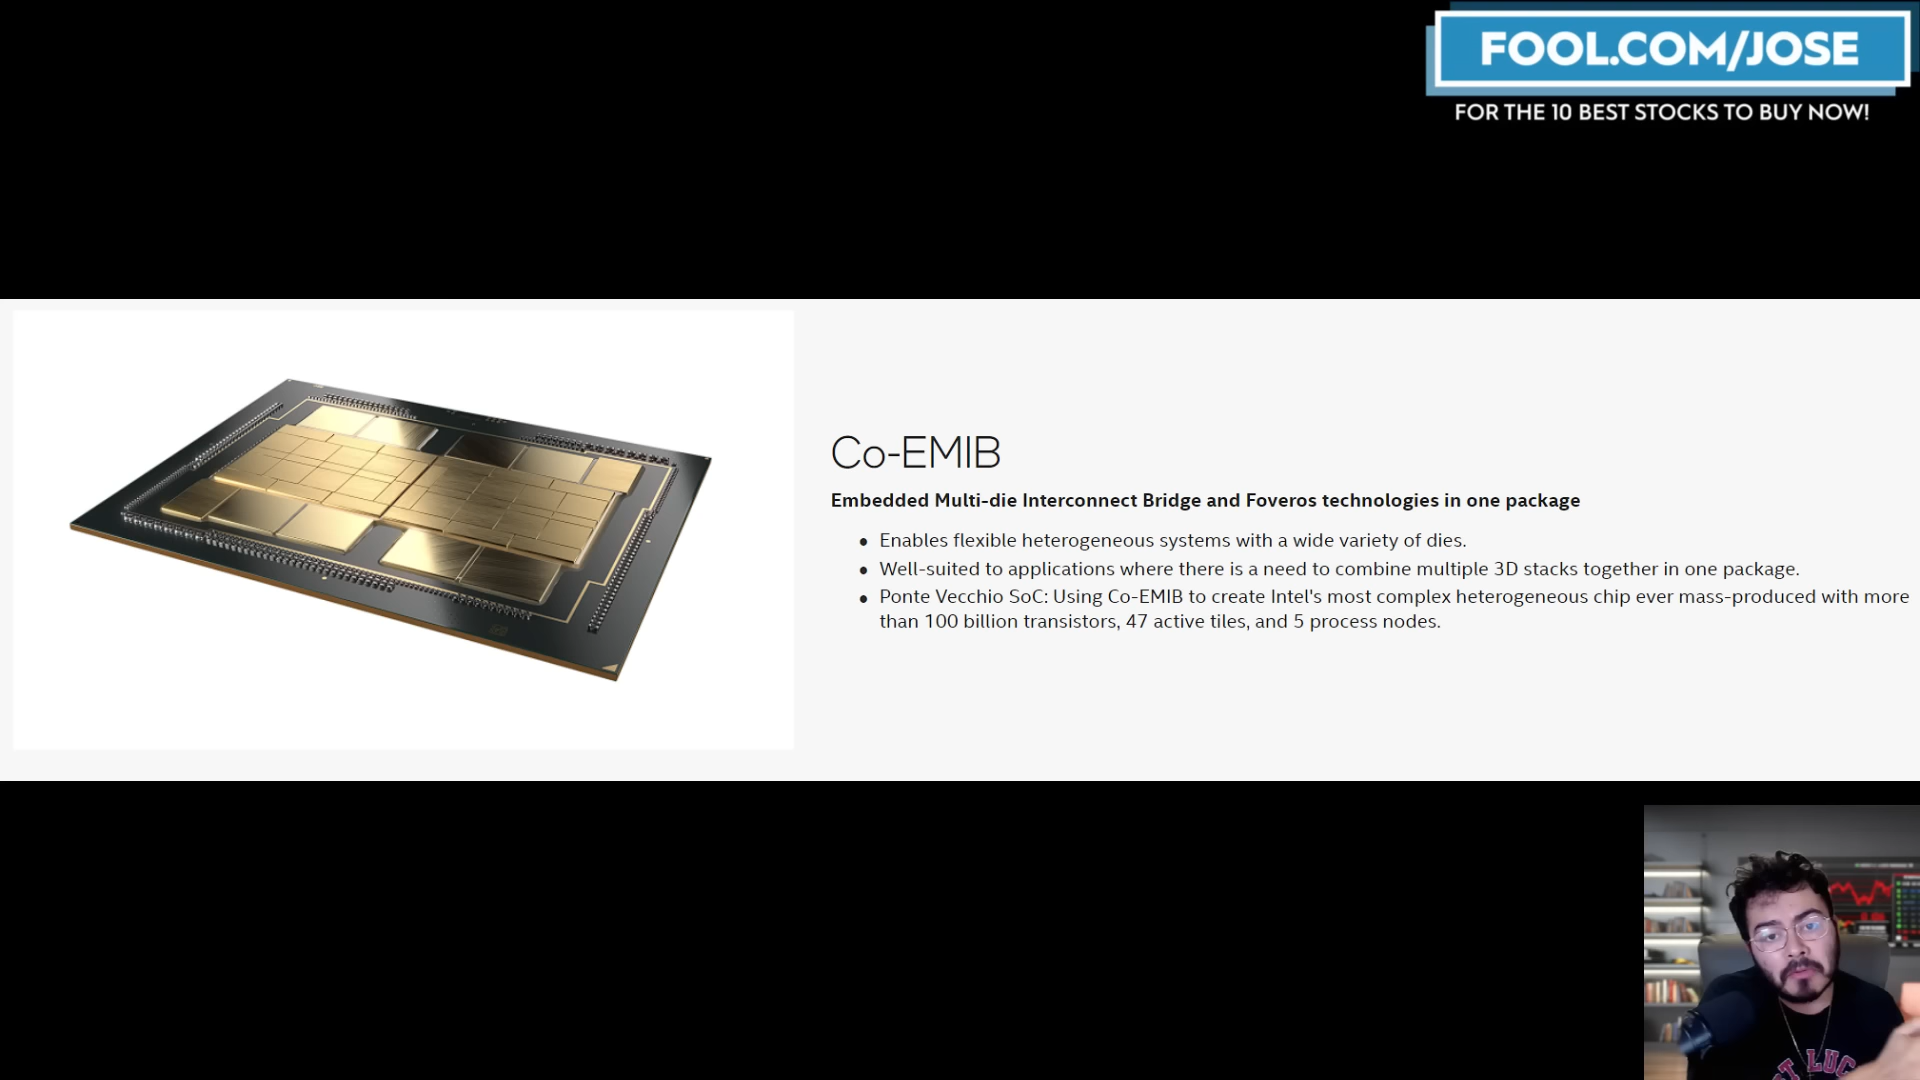 FOOL.COM/JOSE
FOR THE 10 BEST STOCKS TO BUY NOW!
Co-EMIB
Embedded Multi-die Interconnect Bridge and Foveros technologies in one package
• Enables flexible heterogeneous systems with a wide variety of dies.
• Well-suited to applications where there is a need to combine multiple 3D stacks together in one package.
• Ponte Vecchio SoC: Using Co-EMIB to create Intel's most complex heterogeneous chip ever mass-produced with more
than 100 billion transistors, 47 active tiles, and 5 process nodes.